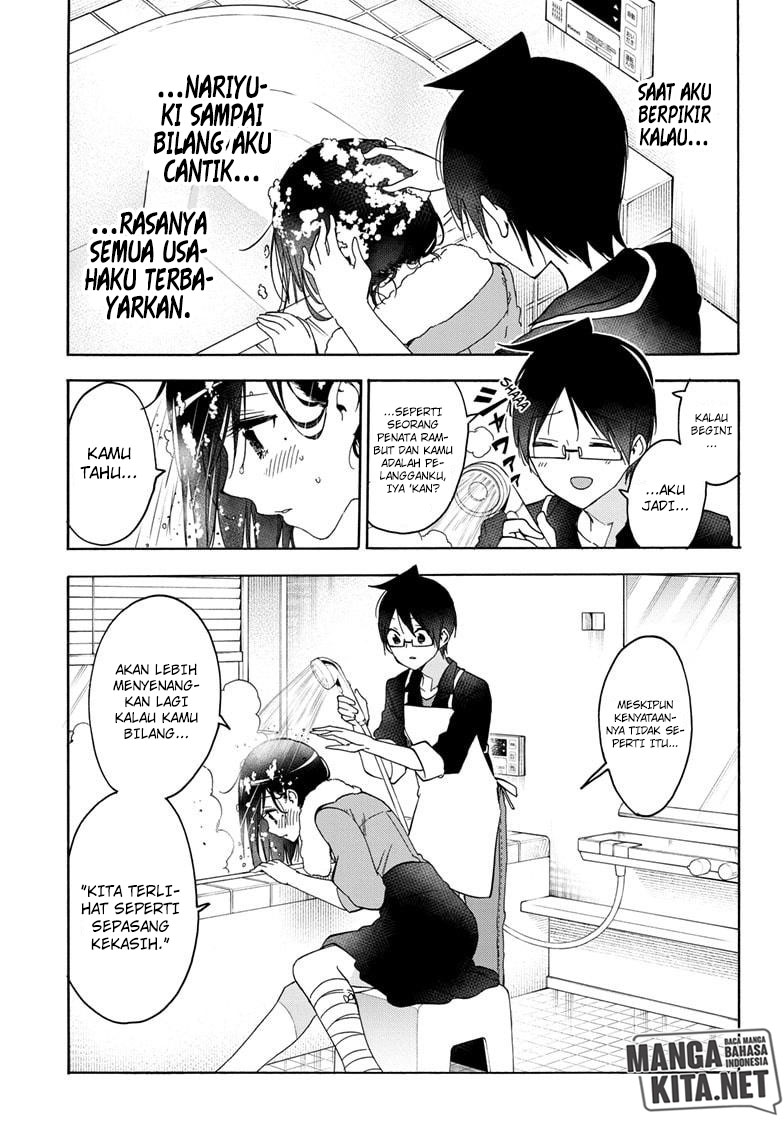 SAAT AKU
BERPIKIR
KALAU...
...NARIYU-
KI SAMPAI
BILANG AKU
CANTIK...
...RASANYA
SEMUA USA-
HAKU TERBA-
YARKAN.
KALAU
BEGINI
...
...AKU
JADI...
SHAAA
...SEPERTI
SEORANG
PENATA RAM-
BUT DAN KAMU
ADALAH PE-
LANGGANKU,
IYA 'KAN?
KAMU
TAHU...
MESKIPUN
KENYATAAN-
NYA TIDAK SE-
PERTI ITU...
AKAN LEBIH
MENYENANG-
KAN LAGI
KALAU KAMU
BILANG...
"KITA TERLI-
HAT SEPERTI
SEPASANG
KEKASIH."
MANGA BACA MANGA
BAHASA
INDONESIA
KITA.NET